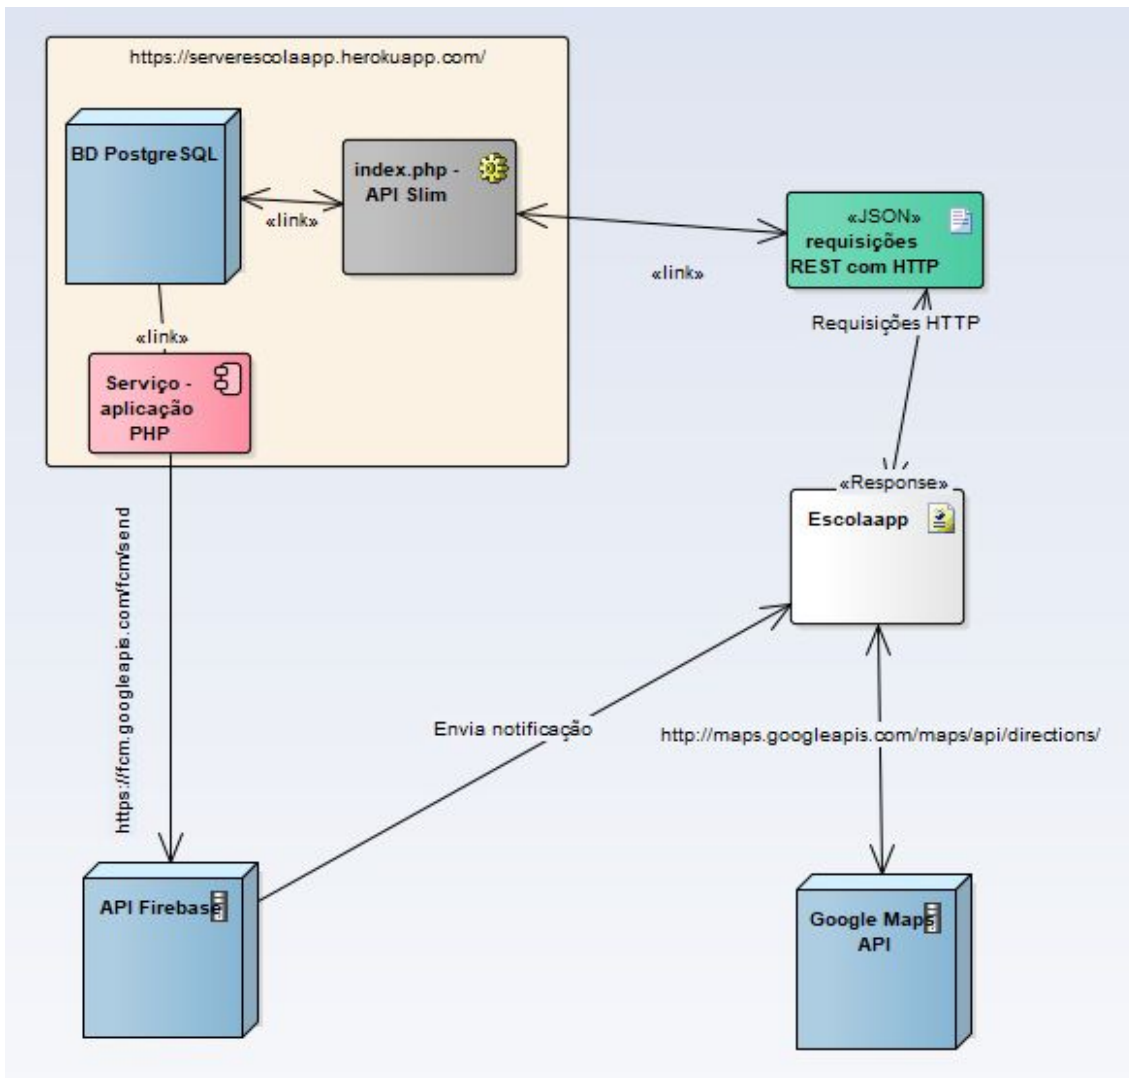 https://serverescolaapp.herokuapp.com/
BD PostgreSQL
index.php -
API Slim
«link»
«JSON»
requisições
REST com HTTP
«link»
Requisições HTTP
«link»
Serviço -
aplicação
PHP
«Response»
Escolaapp
https://fcm.googleapis.com/fcm/send
Envia notificação
http://maps.googleapis.com/maps/api/directions/
API Firebase
Google Maps
API